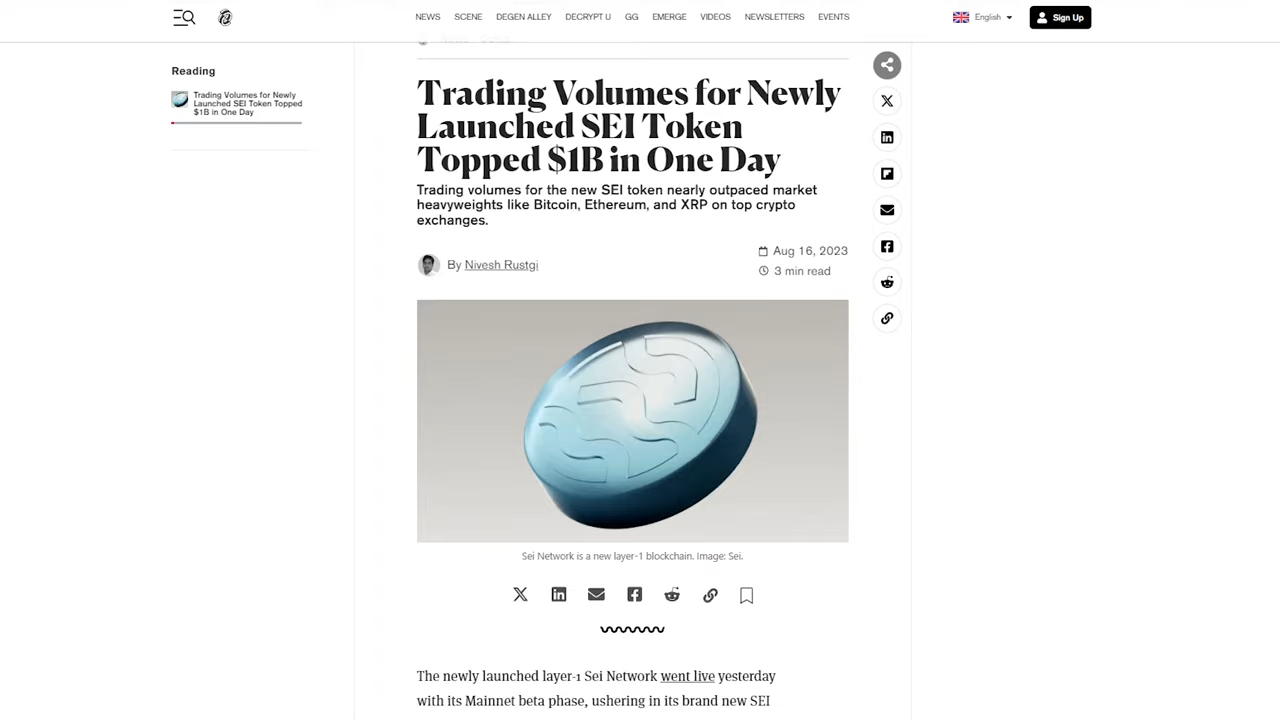 NEWS SCENE DEGEN ALLEY DECRYPT U GG EMERGE VIDEOS NEWSLETTERS EVENTS English Sign Up
Reading
Trading Volumes for Newly
Launched SEI Token Topped
$1B in One Day
Trading Volumes for Newly
Launched SEI Token
Topped $1B in One Day
Trading volumes for the new SEI token nearly outpaced market
heavyweights like Bitcoin, Ethereum, and XRP on top crypto
exchanges.
By Nivesh Rustgi
Aug 16, 2023
3 min read
Sei Network is a new layer-1 blockchain. Image: Sei.
The newly launched layer-1 Sei Network went live yesterday
with its Mainnet beta phase, ushering in its brand new SEI